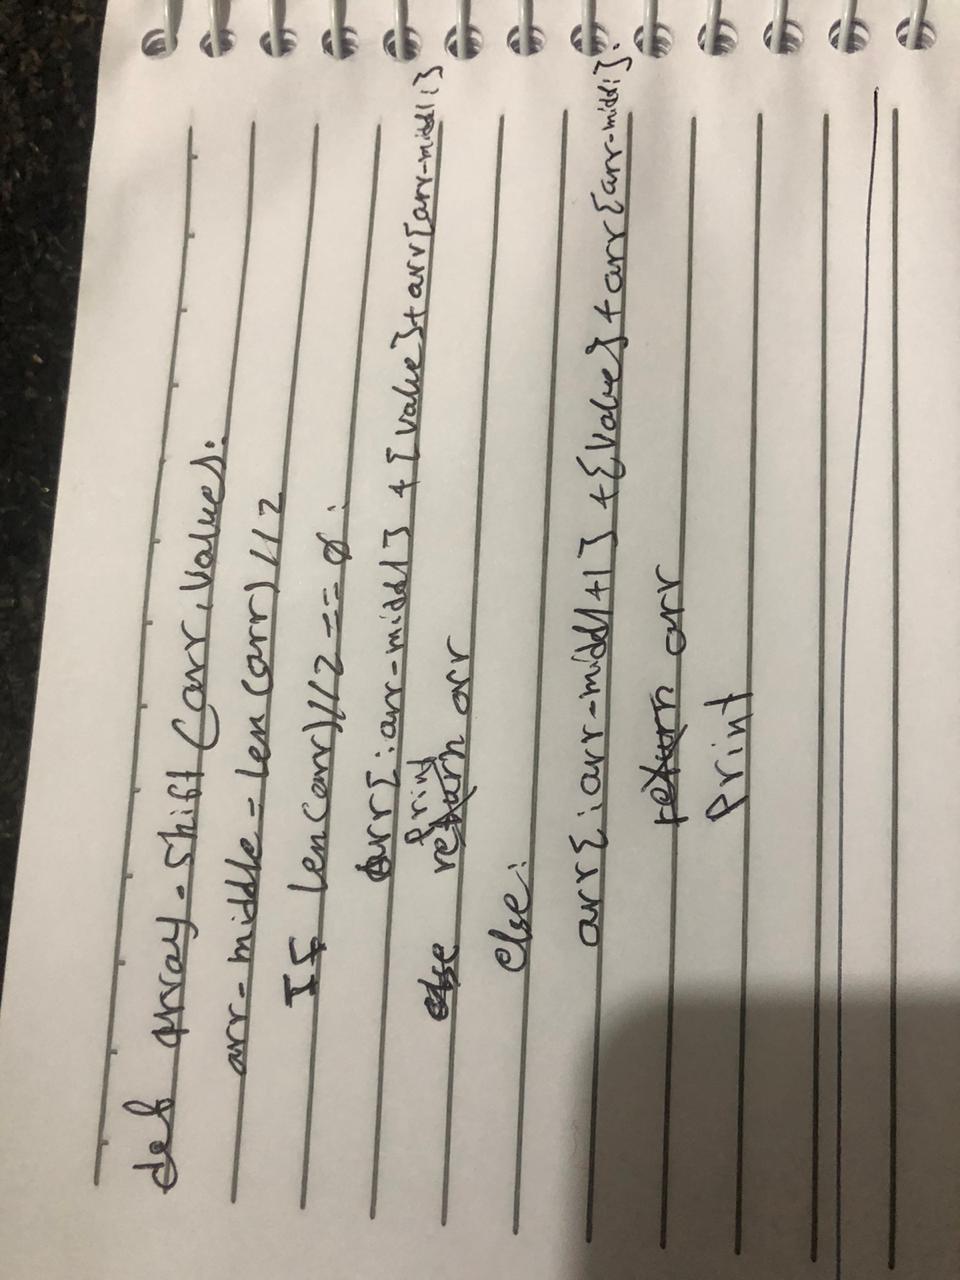 def array-shift(arr, values.
arr-middle = len(arr)//2
If len(arr)//2 == 0:
arr[:arr-middl] + [value]+arr[arr-middl:]
print
return arr
else
else:
arr[:arr-middl+1] +[value] + arr[arr-middl:].
return arr
print